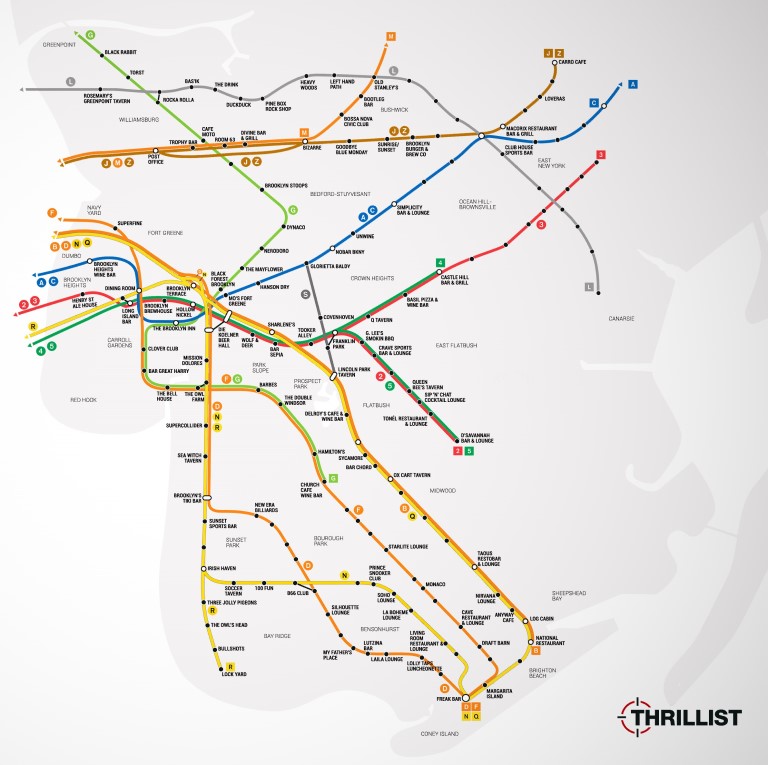 GREENPOINT
G
BLACK RABBIT
TORST
L
ROSEMARY'S
GREENPOINT TAVERN
ROCKA ROLLA
BAS1K
THE DRINK
DUCKDUCK
PINE BOX
ROCK SHOP
HEAVY
WOODS
LEFT HAND
PATH
OLD
STANLEY'S
L
M
BOOTLEG
BAR
BUSHWICK
BOSSA NOVA
CIVIC CLUB
J Z
CARRO CAFE
LOVERAS
A
C
WILLIAMSBURG
CAFE
MOTO
TROPHY BAR
ROOM 63
DIVINE BAR
& GRILL
M
BIZARRE
GOODBYE
BLUE MONDAY
J Z
SUNRISE/
SUNSET
BROOKLYN
BURGER &
BREW CO
MACORIX RESTAURANT
BAR & GRILL
CLUB HOUSE
SPORTS BAR
J M Z
POST
OFFICE
J Z
EAST
NEW YORK
3
BROOKLYN STOOPS
BEDFORD-STUYVESANT
OCEAN HILL-
BROWNSVILLE
NAVY
YARD
F
SUPERFINE
FORT GREENE
B D N Q
G
DYNACO
A C
SIMPLICITY
BAR & LOUNGE
3
UNWINE
NERODORO
NOBAR BENY
DUMBO
BROOKLYN
HEIGHTS
WINE BAR
A C
BROOKLYN
HEIGHTS
DINING ROOM
BROOKLYN
TERRACE
BLACK
FOREST
BROOKLYN
THE MAYFLOWER
GLORIETTA BALDY
HANSON DRY
4
CASTLE HILL
BAR & GRILL
CROWN HEIGHTS
S
2 3
HENRY ST
ALE HOUSE
LONG
ISLAND
BAR
BROOKLYN
BREWHOUSE
HOLLOW
NICKEL
MO'S FORT
GREENE
BASIL PIZZA &
WINE BAR
CANARSIE
L
R
4 5
THE BROOKLYN INN
DIE
KOELNER
BEER
HALL
WOLF &
DEER
SHARLENE'S
BAR
SEPIA
TOOKER
ALLEY
COVENHOVEN
FRANKLIN
PARK
Q TAVERN
G. LEE'S
SMOKIN BBQ
CRAVE SPORTS
BAR & LOUNGE
EAST FLATBUSH
CARROLL
GARDENS
CLOVER CLUB
MISSION
DOLORES
BAR GREAT HARRY
PARK
SLOPE
F G
BARBES
PROSPECT
PARK
LINCOLN PARK
TAVERN
2
5
QUEEN
BEE'S TAVERN
SIP 'N' CHAT
COCKTAIL LOUNGE
TONÉL RESTAURANT
& LOUNGE
RED HOOK
THE BELL
HOUSE
THE OWL
FARM
THE DOUBLE
WINDSOR
FLATBUSH
DELROY'S CAFE &
WINE BAR
D'SAVANNAH
BAR & LOUNGE
2 5
D
N
R
SUPERCOLLIDER
SEA WITCH
TAVERN
HAMILTON'S
SYCAMORE
BAR CHORD
G
CHURCH
CAFE
WINE BAR
OX CART TAVERN
MIDWOOD
BROOKLYN'S
TIKI BAR
NEW ERA
BILLIARDS
F
B
Q
SUNSET
SPORTS BAR
SUNSET
PARK
BOUROUGH
PARK
STARLITE LOUNGE
TAOUS
RESTOBAR
& LOUNGE
IRISH HAVEN
D
N
SOCCER
TAVERN
100 FUN
B66 CLUB
PRINCE
SNOOKER
CLUB
SOHO
LOUNGE
MONACO
NIRVANA
LOUNGE
SHEEPSHEAD
BAY
THREE JOLLY PIGEONS
R
SILHOUETTE
LOUNGE
LA BOHEME
LOUNGE
CAVE
RESTAURANT
& LOUNGE
ANYWAY
CAFE
LOG CABIN
THE OWL'S HEAD
BAY RIDGE
BENSONHURST
LIVING
ROOM
RESTAURANT &
LOUNGE
DRAFT BARN
NATIONAL
RESTAURANT
B
BULLSHOTS
MY FATHER'S
PLACE
LUTZINA
BAR
LAILA LOUNGE
LOLLY TAPS
LUNCHEONETTE
R
LOCK YARD
BRIGHTON
BEACH
D
FREAK BAR
MARGARITA
ISLAND
D F
N Q
CONEY ISLAND
THRILLIST